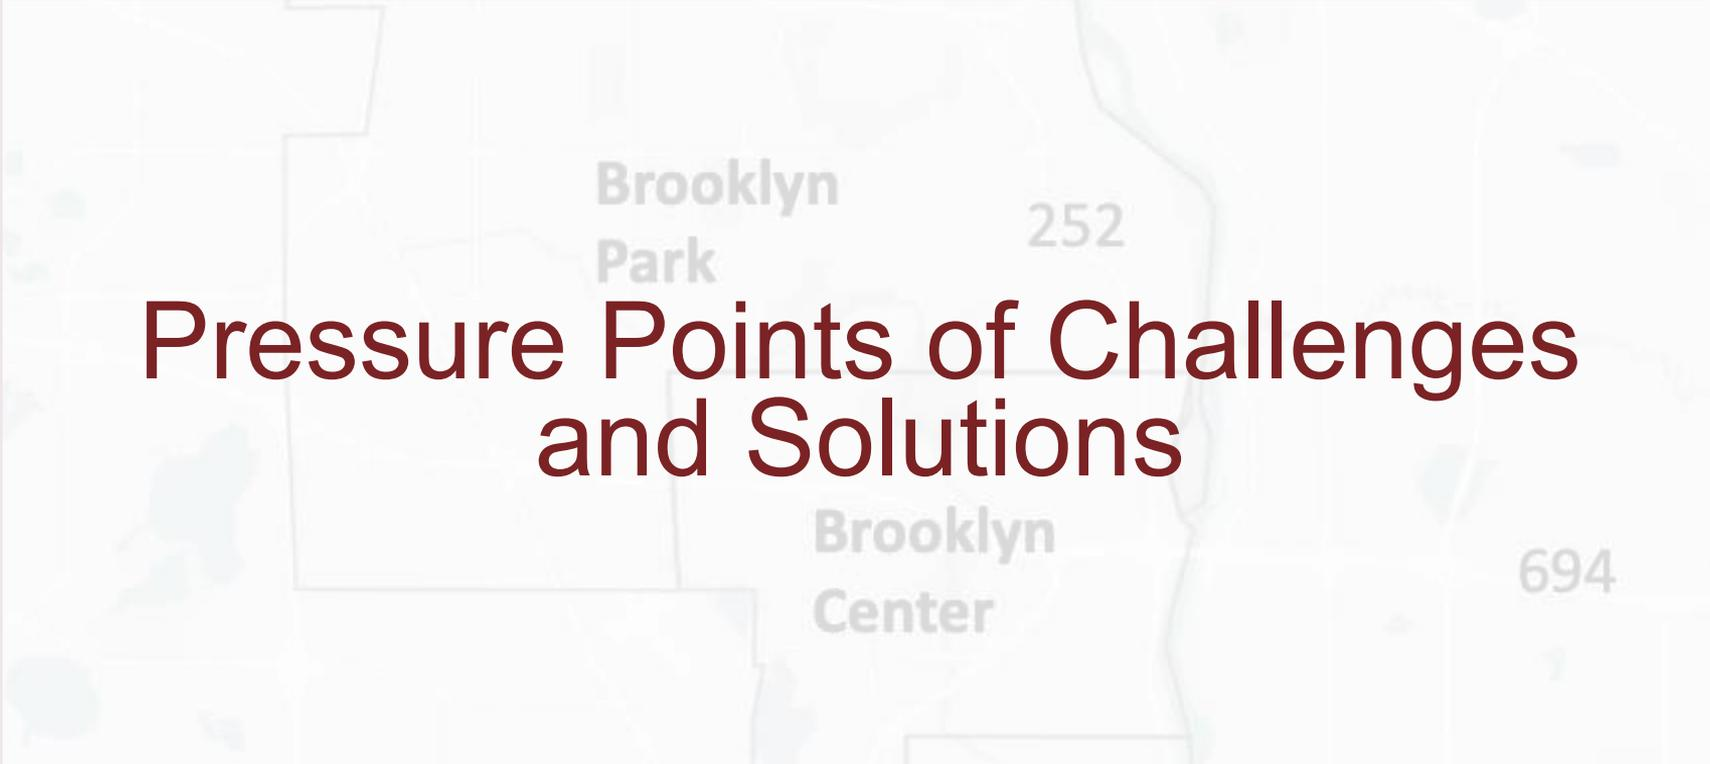 Brooklyn
Park
252
Pressure Points of Challenges
and Solutions
Brooklyn
Center
694